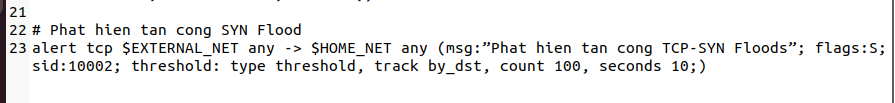 21
22 # Phat hien tan cong SYN Flood
23 alert tcp $EXTERNAL_NET any -> $HOME_NET any (msg:”Phat hien tan cong TCP-SYN Floods”; flags:S;
sid:10002; threshold: type threshold, track by_dst, count 100, seconds 10;)